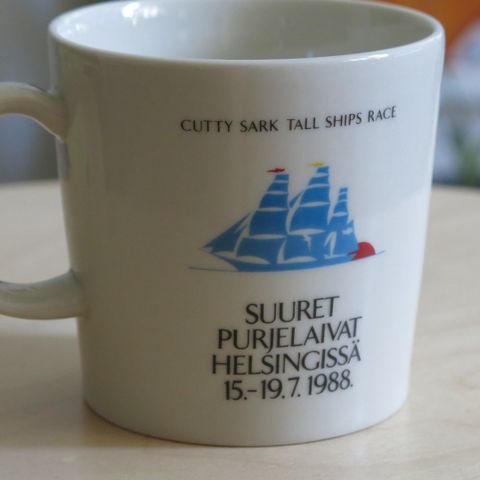 CUTTY SARK TALL SHIPS RACE
SUURET
PURJELAIVAT
HELSINGISSÄ
15.-19.7. 1988.